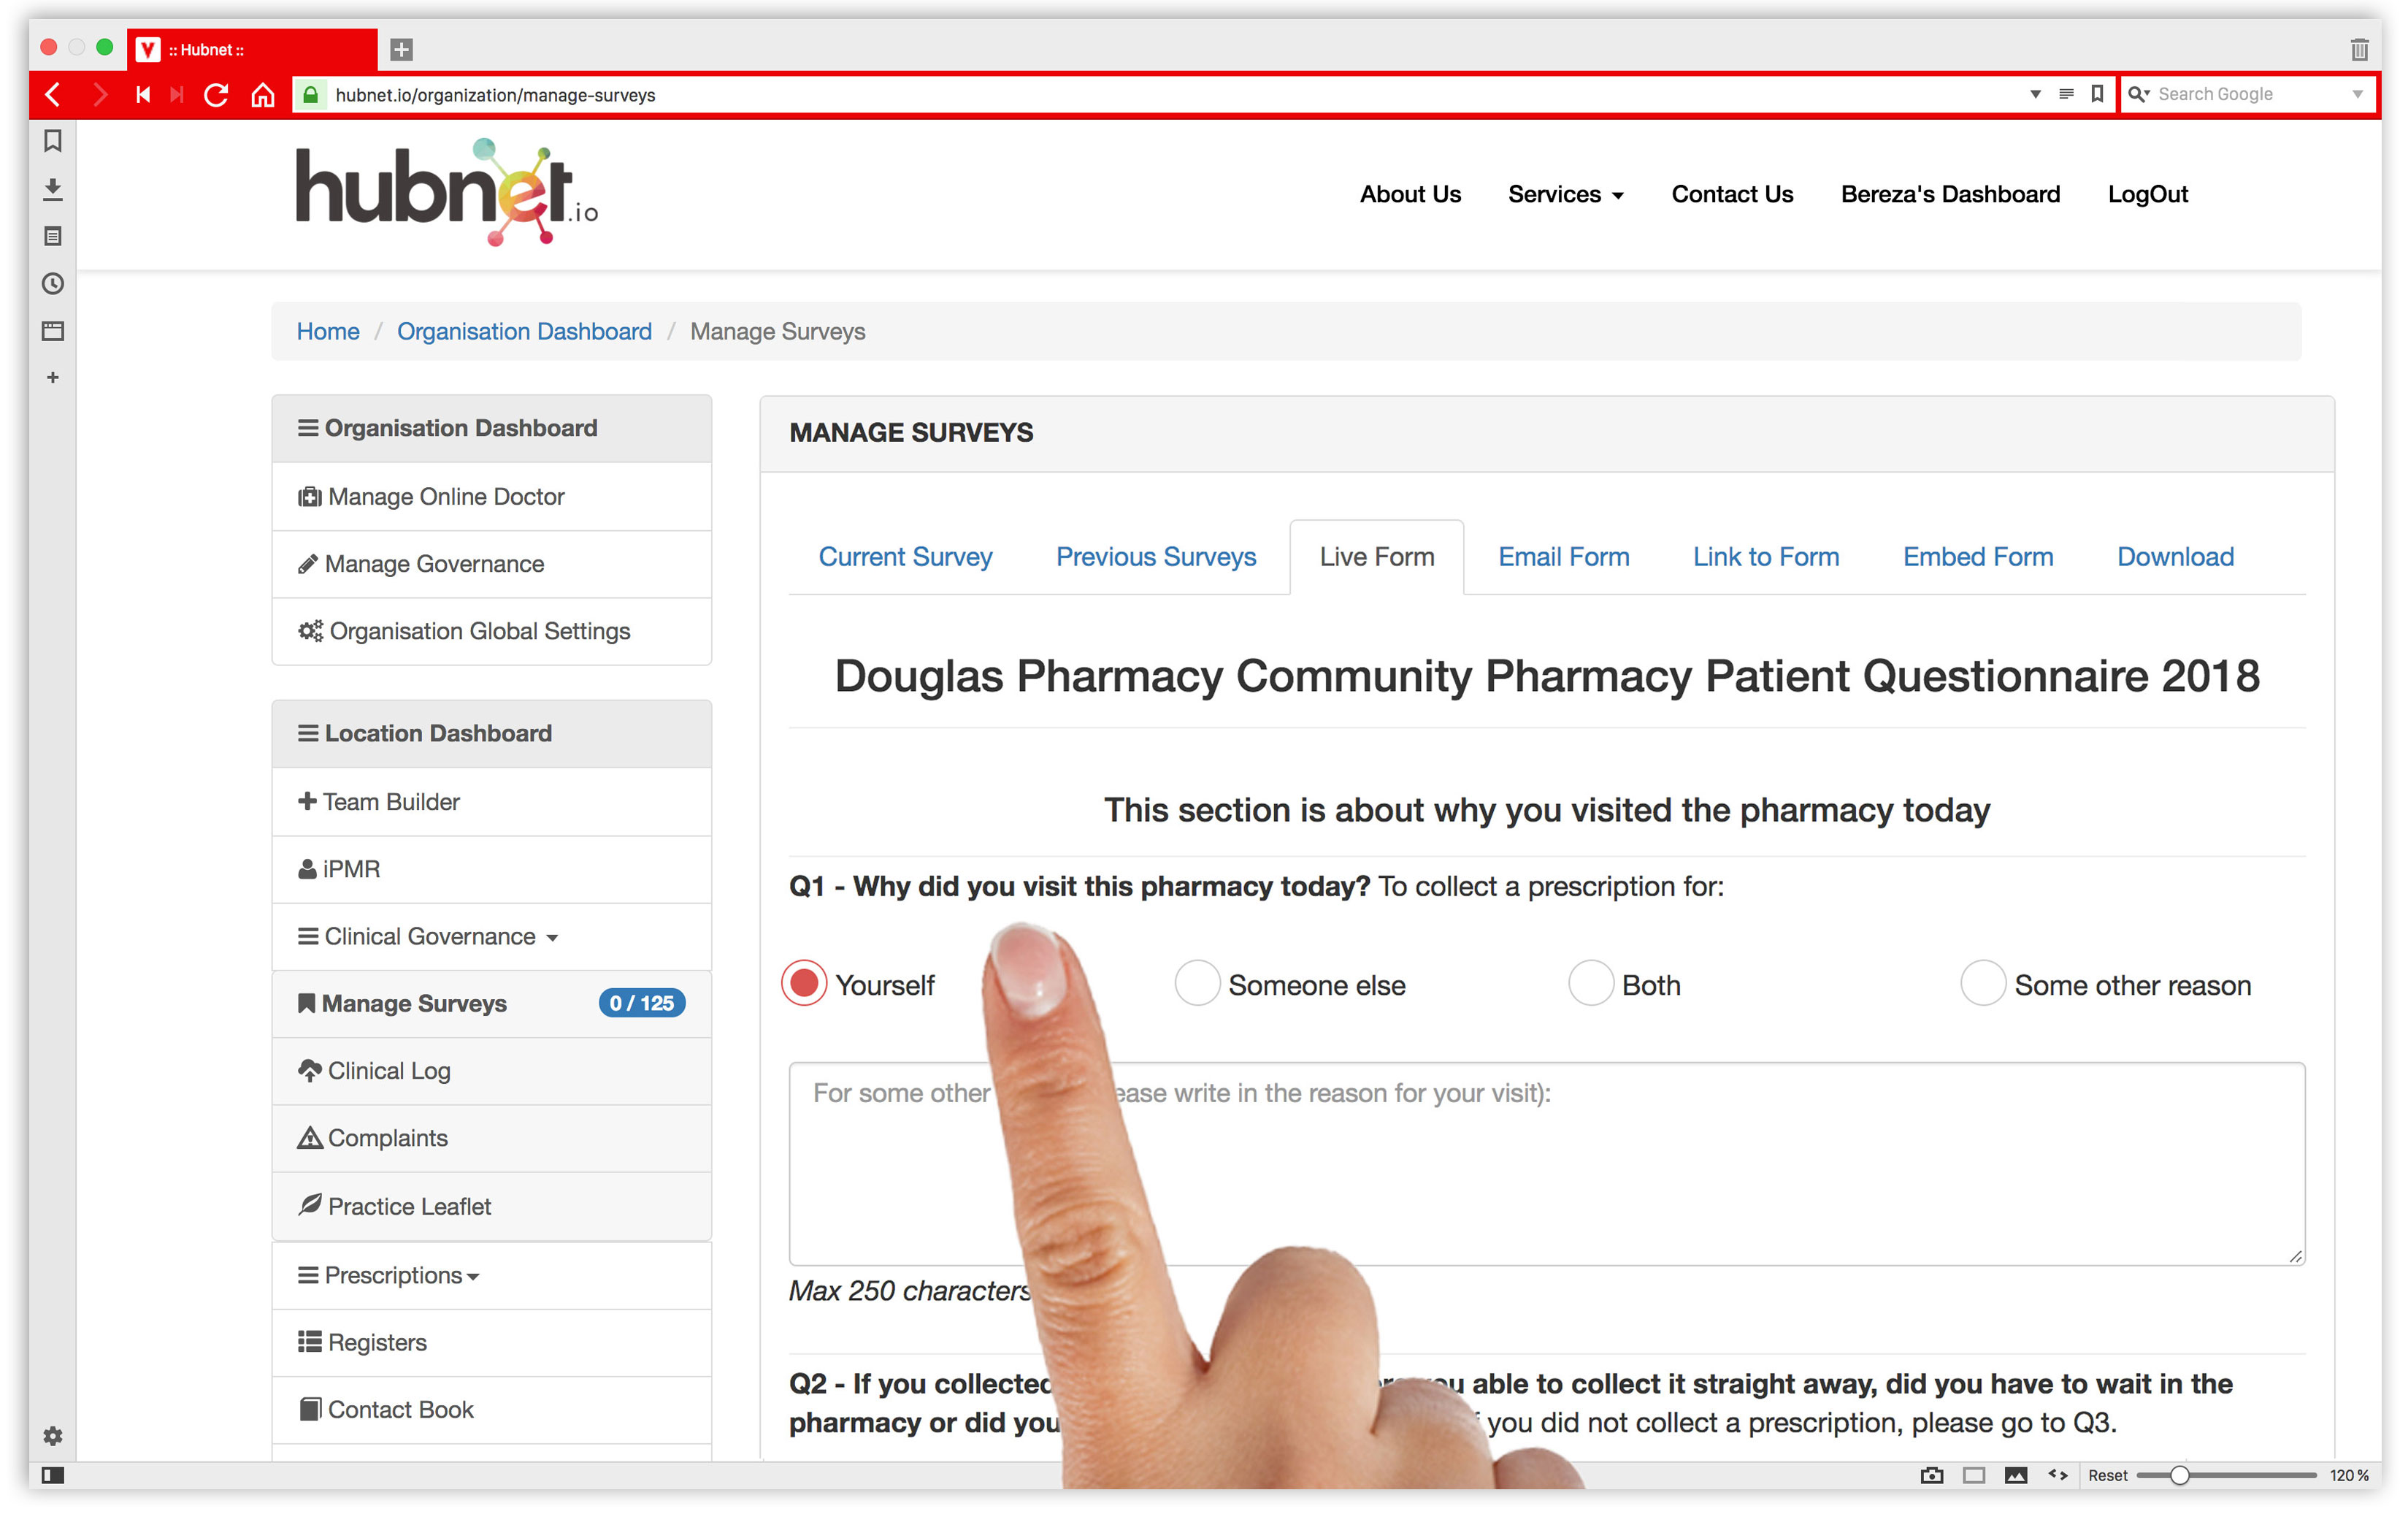 :: Hubnet ::
hubnet.io/organization/manage-surveys
Search Google
hubnet.io
About Us Services Contact Us Bereza's Dashboard LogOut
Home / Organisation Dashboard / Manage Surveys
Organisation Dashboard
Manage Online Doctor
Manage Governance
Organisation Global Settings
Location Dashboard
Team Builder
iPMR
Clinical Governance
Manage Surveys 0 / 125
Clinical Log
Complaints
Practice Leaflet
Prescriptions
Registers
Contact Book
MANAGE SURVEYS
Current Survey Previous Surveys Live Form Email Form Link to Form Embed Form Download
Douglas Pharmacy Community Pharmacy Patient Questionnaire 2018
This section is about why you visited the pharmacy today
Q1 - Why did you visit this pharmacy today? To collect a prescription for:
Yourself Someone else Both Some other reason
For some other write in the reason for your visit):
Max 250 characters
Q2 - If you collected able to collect it straight away, did you have to wait in the
pharmacy or did you you did not collect a prescription, please go to Q3.
Reset 120 %